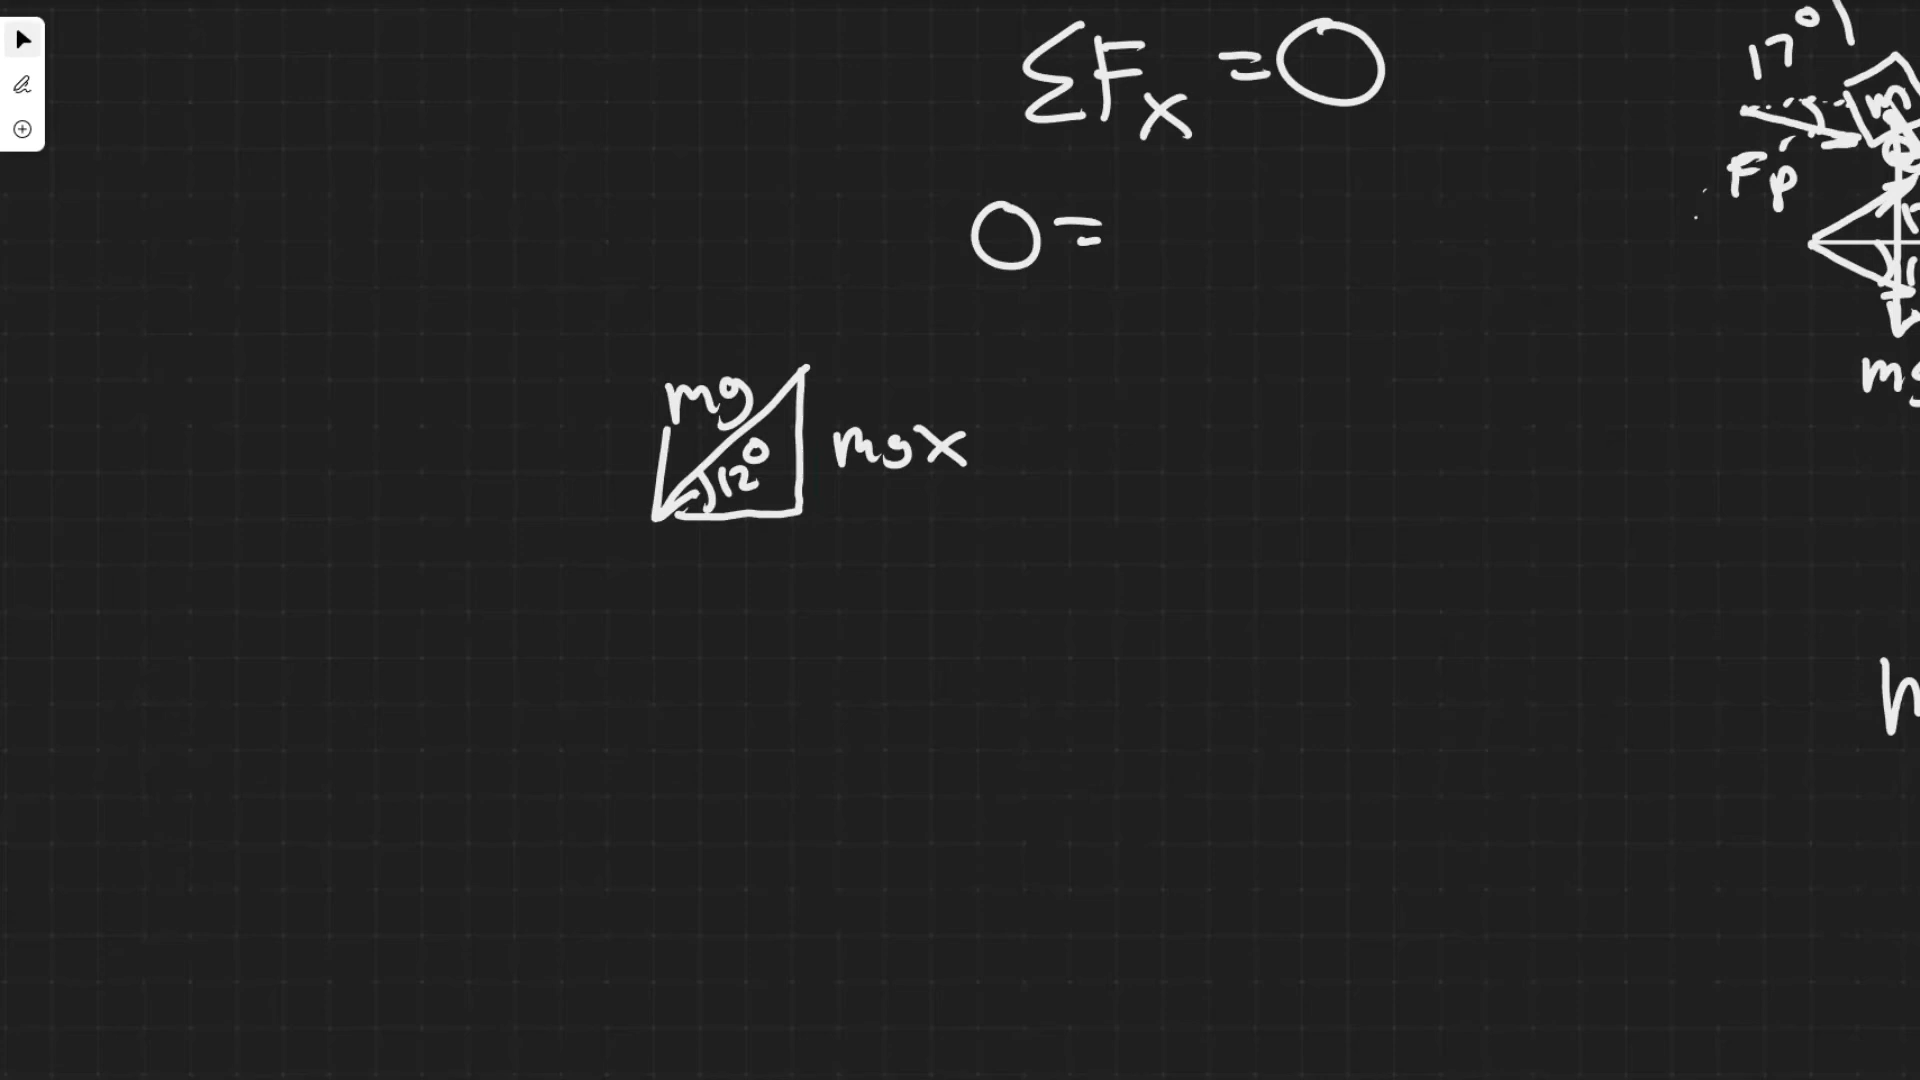 ΣFx = 0
17°
m
Fp
0 =
mg
mg
12°
mgx